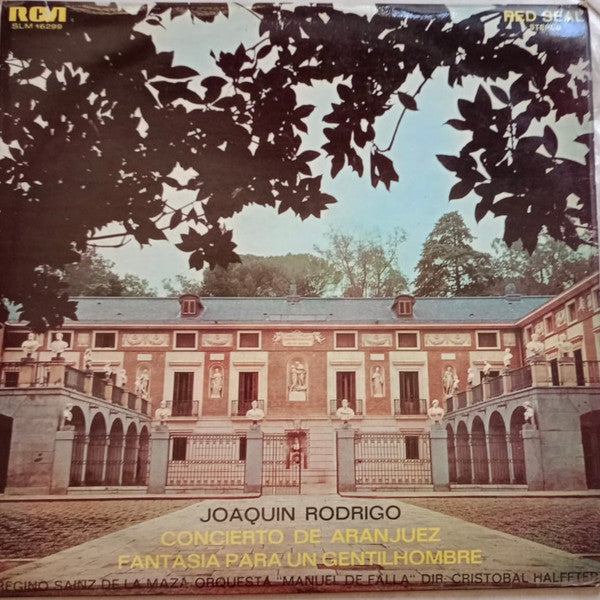 RCA
SLM 16299
RED SEAL
STEREO
JOAQUIN RODRIGO
CONCIERTO DE ARANJUEZ
FANTASIA PARA UN GENTILHOMBRE
REGINO SAINZ DE LA MAZA ORQUESTA "MANUEL DE FALLA" DIR. CRISTOBAL HALFFTER